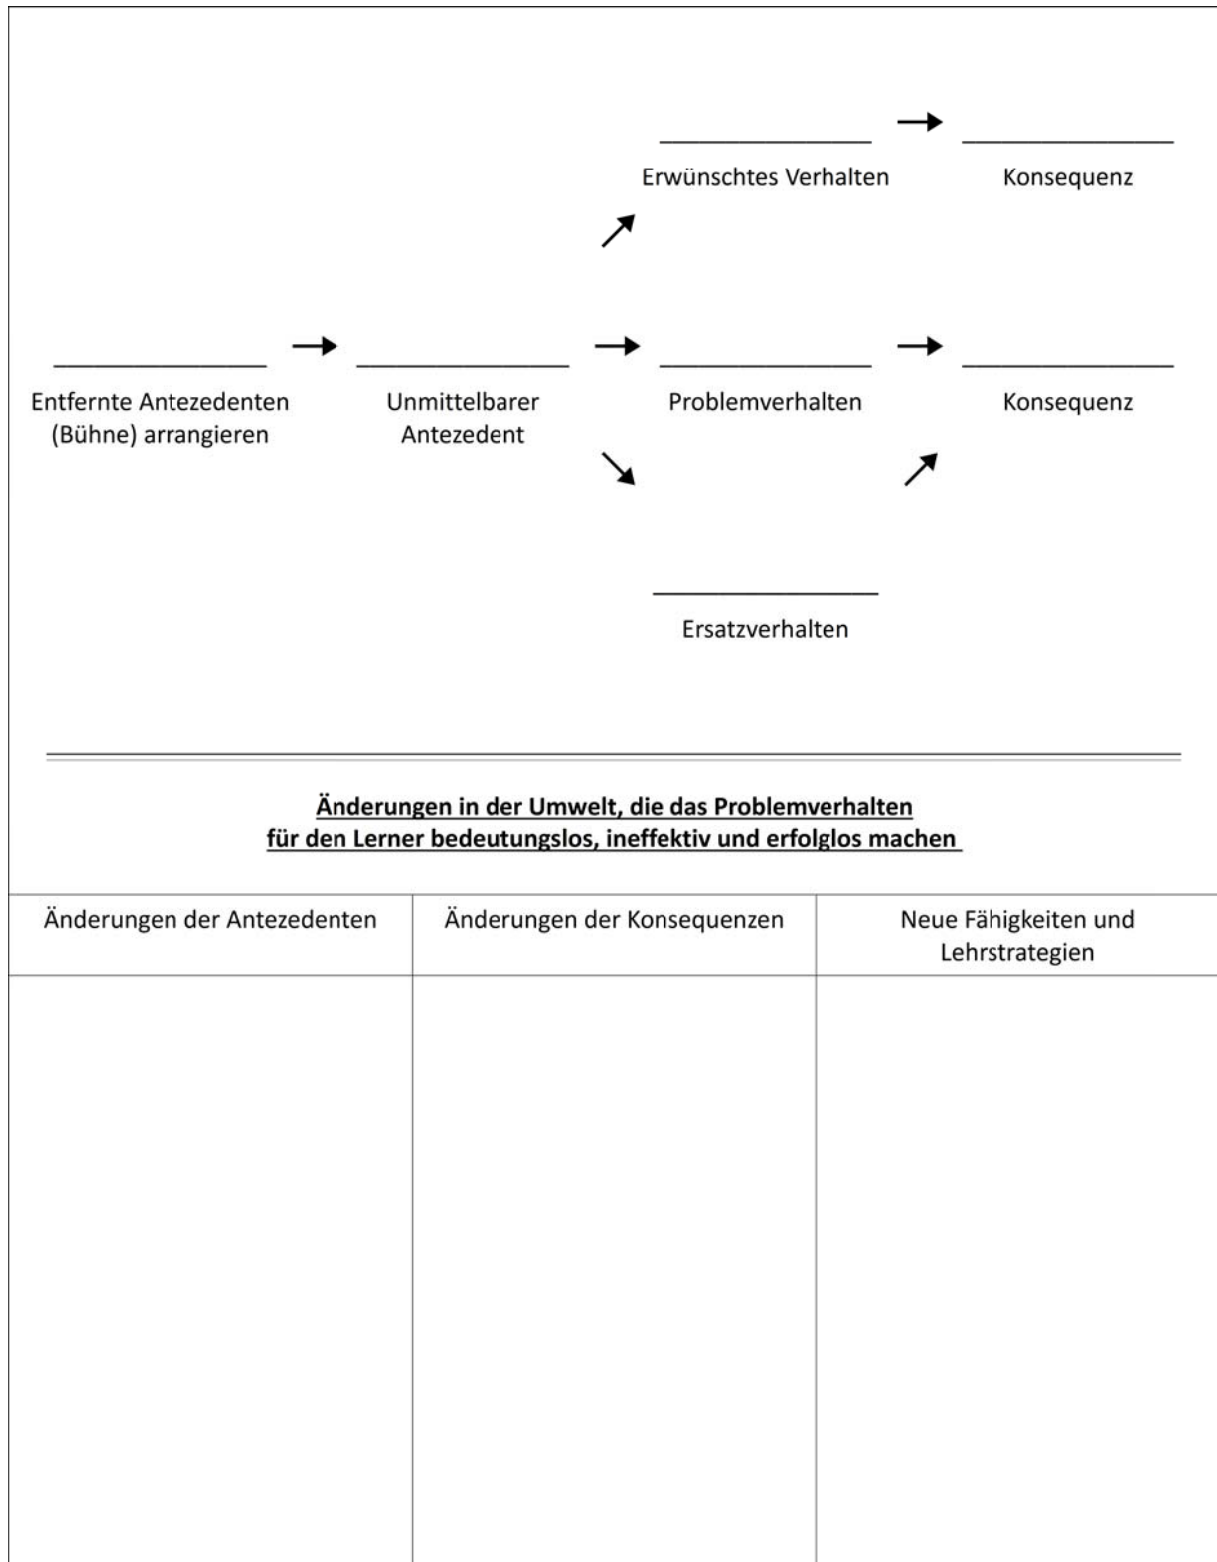 Erwünschtes Verhalten
Konsequenz
Entfernte Antezedenten
(Bühne) arrangieren
Unmittelbarer
Antezedent
Problemverhalten
Konsequenz
Ersatzverhalten
Änderungen in der Umwelt, die das Problemverhalten
für den Lerner bedeutungslos, ineffektiv und erfolglos machen
Änderungen der Antezedenten
Änderungen der Konsequenzen
Neue Fähigkeiten und
Lehrstrategien